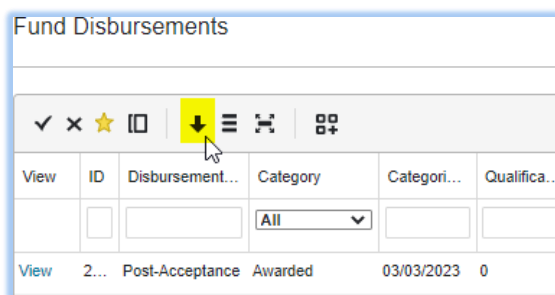 Fund Disbursements
View ID Disbursement... Category Categori... Qualifica...
All
View 2... Post-Acceptance Awarded 03/03/2023 0